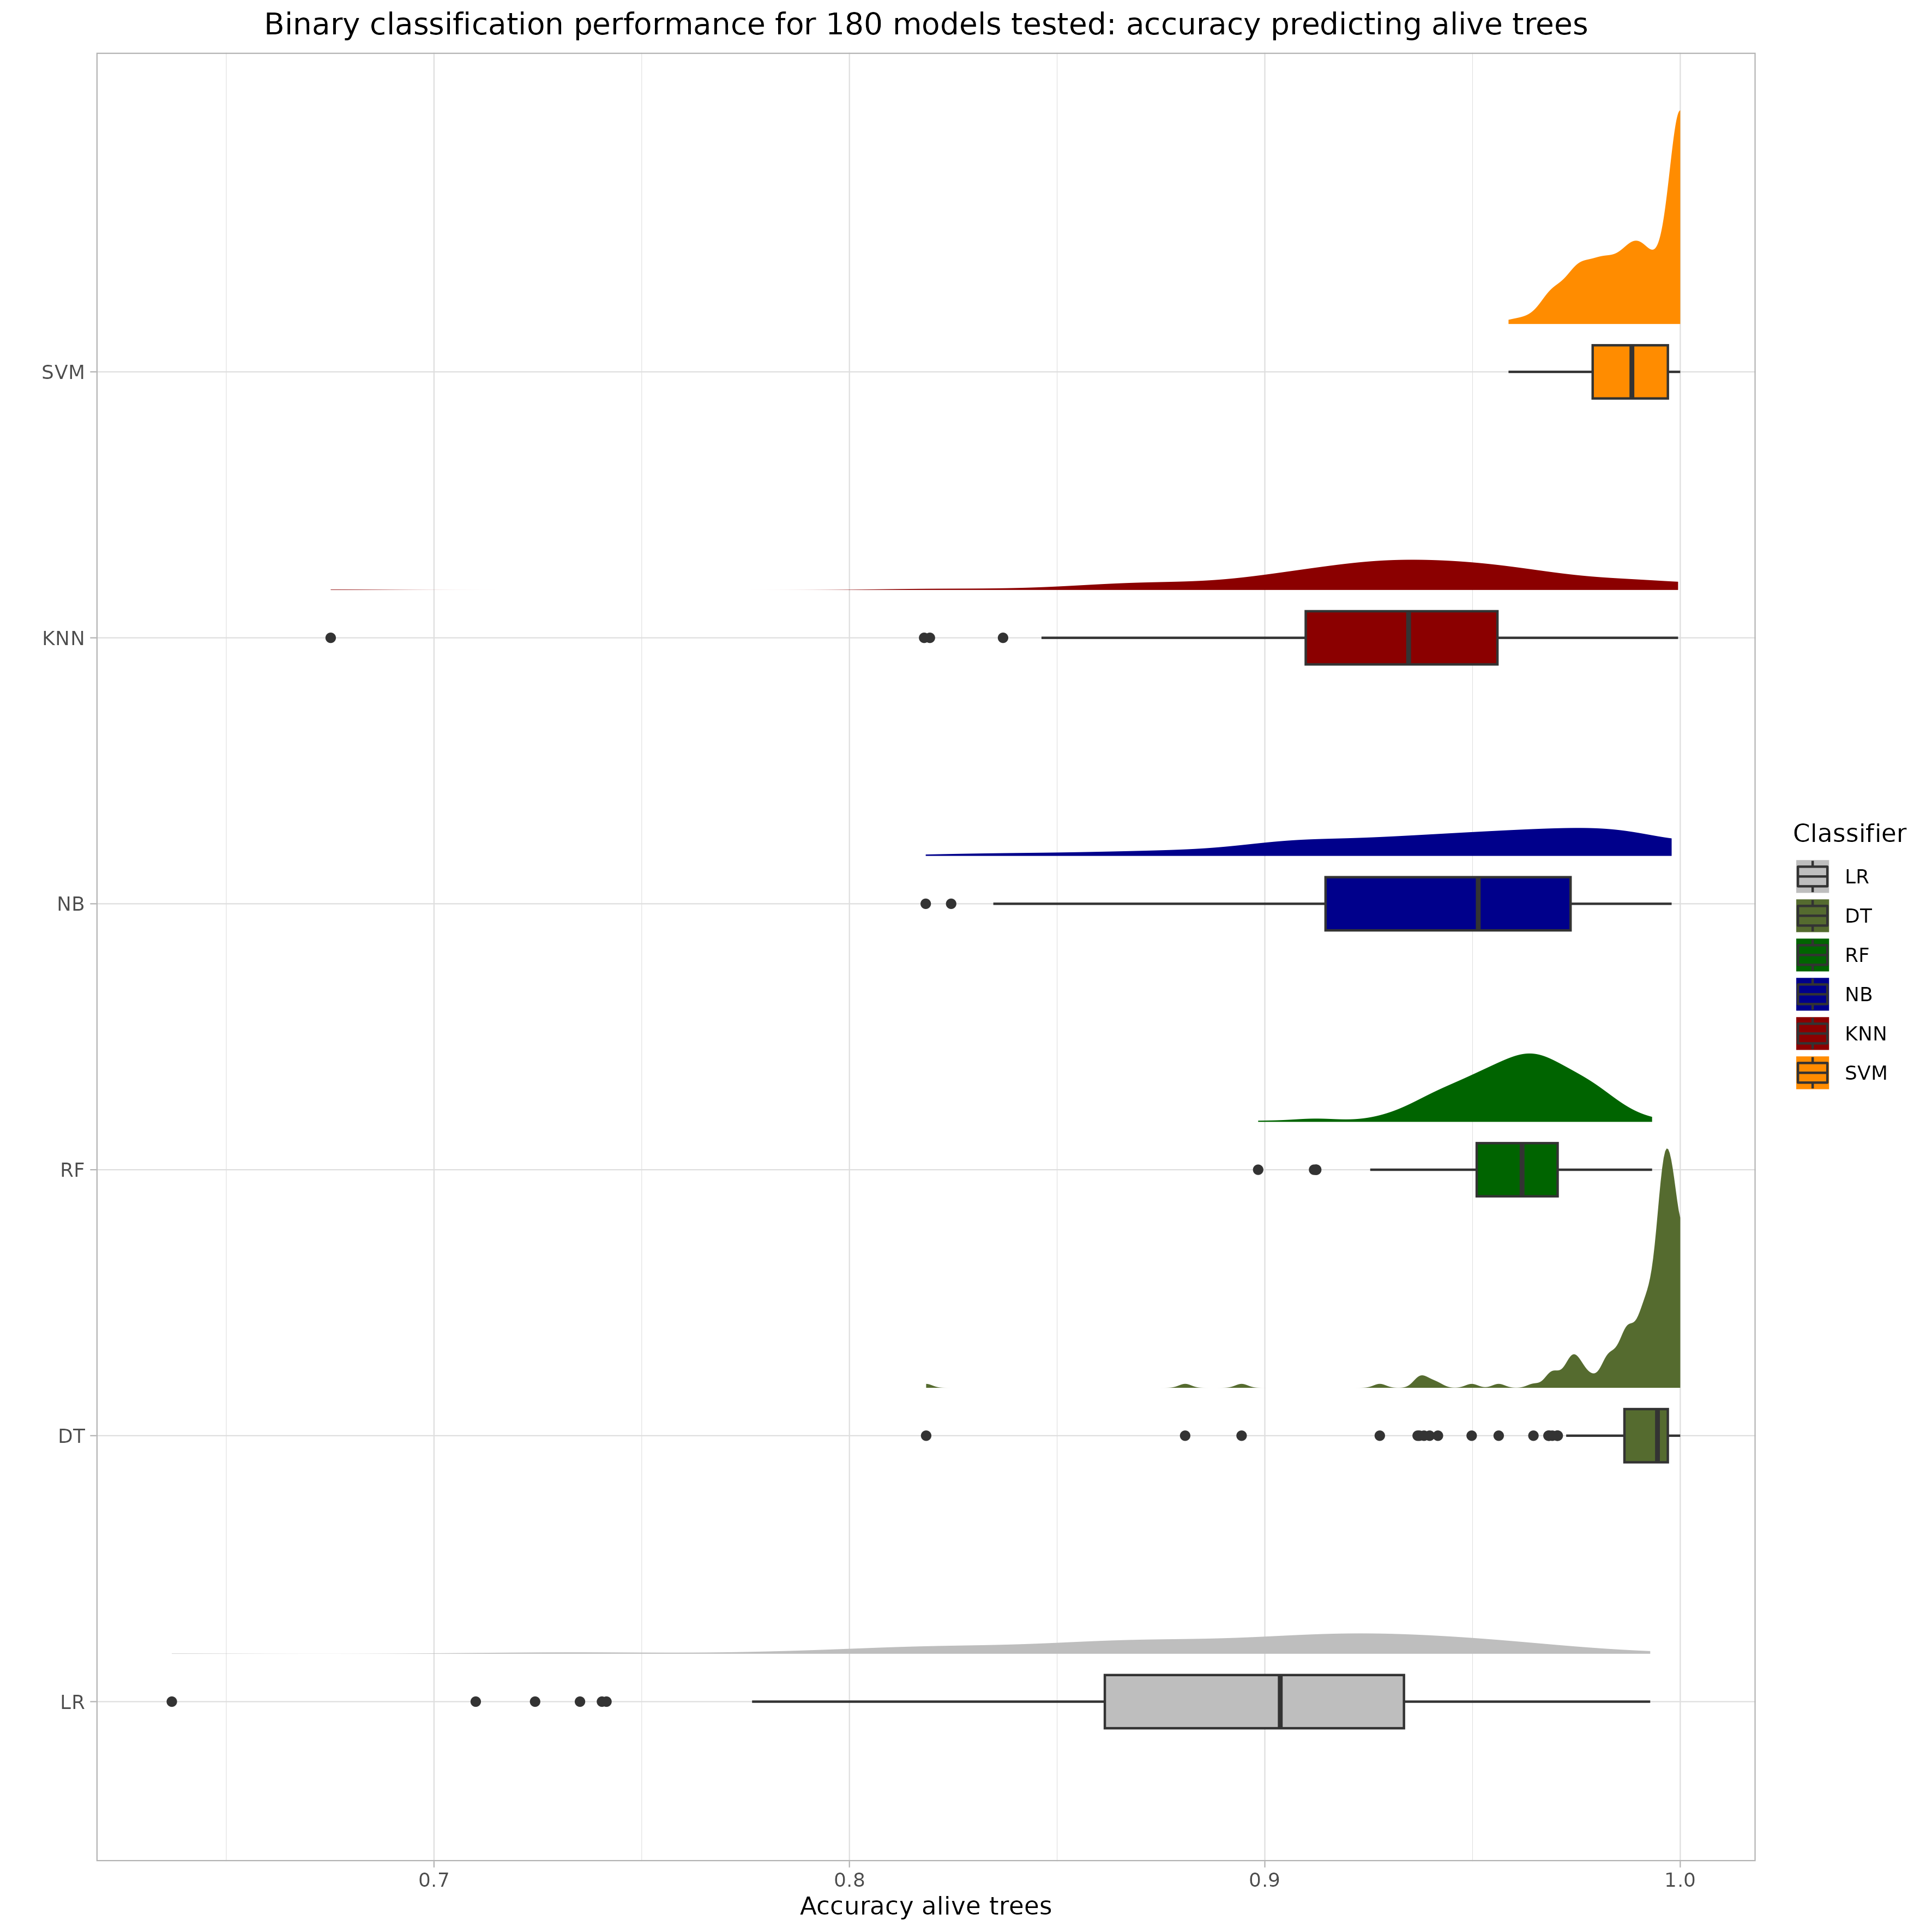 Binary classification performance for 180 models tested: accuracy predicting alive trees
SVM
KNN
NB
RF
DT
LR
0.7
0.8
0.9
1.0
Accuracy alive trees
Classifier
LR
DT
RF
NB
KNN
SVM